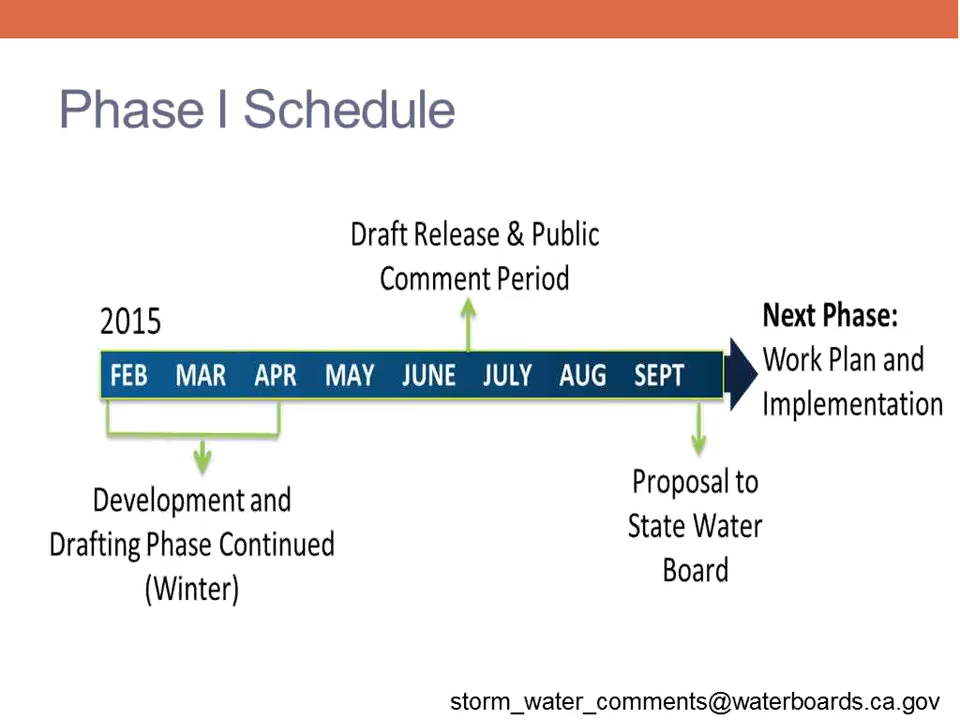 Phase I Schedule
Draft Release & Public
Comment Period
2015
FEB MAR APR MAY JUNE JULY AUG SEPT
Next Phase:
Work Plan and
Implementation
Development and
Drafting Phase Continued
(Winter)
Proposal to
State Water
Board
storm_water_comments@waterboards.ca.gov